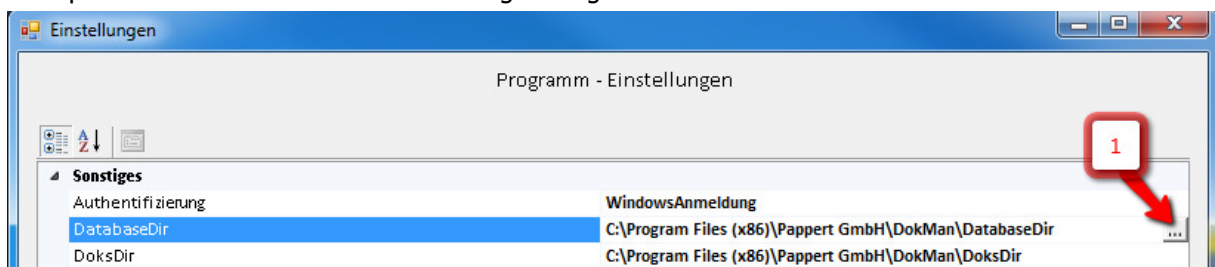 Einstellungen
Programm - Einstellungen
1
Sonstiges
Authentifizierung WindowsAnmeldung
DatabaseDir C:\Program Files (x86)\Pappert GmbH\DokMan\DatabaseDir ...
DoksDir C:\Program Files (x86)\Pappert GmbH\DokMan\DoksDir